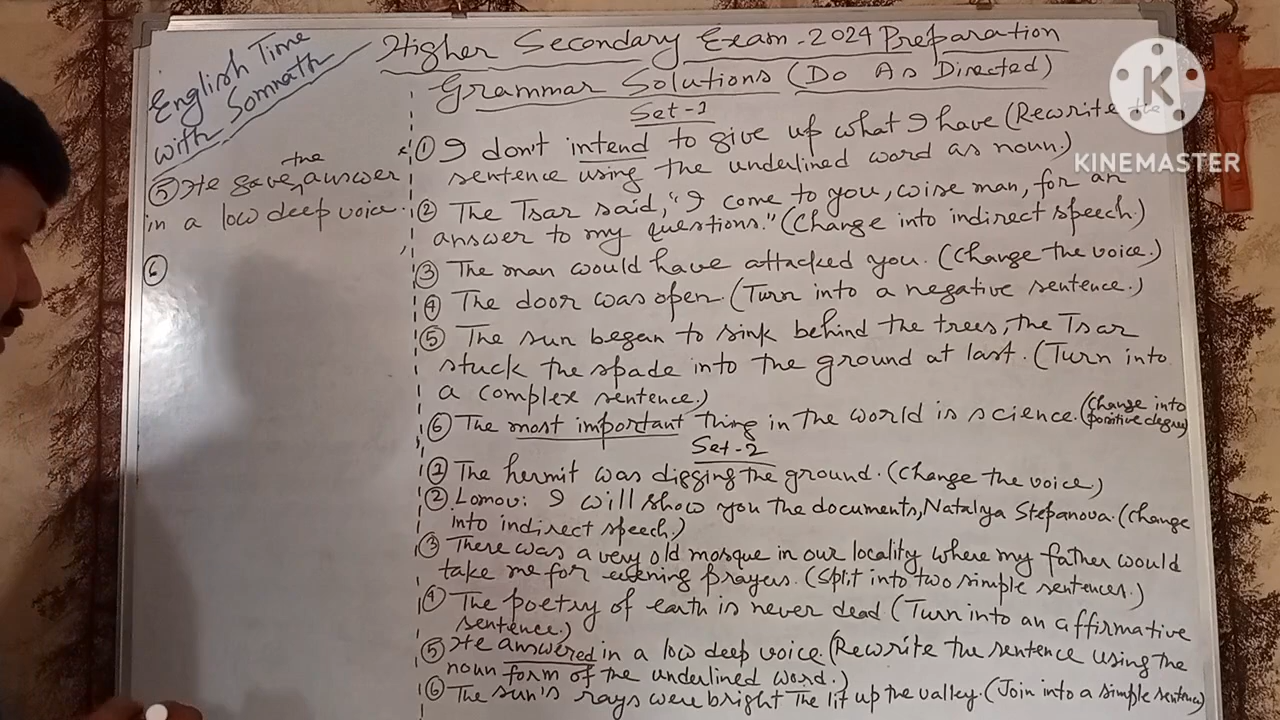 English Time
with Somnath
Higher Secondary Exam-2024 Preparation
Grammar Solutions (Do As Directed)
K
KINEMASTER
⑤ He gave the answer
in a low deep voice.
⑥
Set-1
① I don't intend to give up what I have (Rewrite the
sentence using the underlined word as noun.)
② The Tsar said, "I come to you, wise man, for an
answer to my questions." (Change into indirect speech.)
③ The man would have attacked you. (Change the voice.)
④ The door was open. (Turn into a negative sentence.)
⑤ The sun began to sink behind the trees, the Tsar
stuck the spade into the ground at last. (Turn into
a complex sentence.)
⑥ The most important thing in the world is science. (Change into
positive degree)
Set-2
① The hermit was digging the ground. (Change the voice.)
② Lomov: I will show you the documents, Natalya Stepanova. (Change
into indirect speech.)
③ There was a very old mosque in our locality where my father would
take me for evening prayers. (Split into two simple sentences.)
④ The poetry of earth is never dead (Turn into an affirmative
sentence.)
⑤ He answered in a low deep voice. (Rewrite the sentence using the
noun form of the underlined word.)
⑥ The sun's rays were bright The lit up the valley. (Join into a simple sentence)